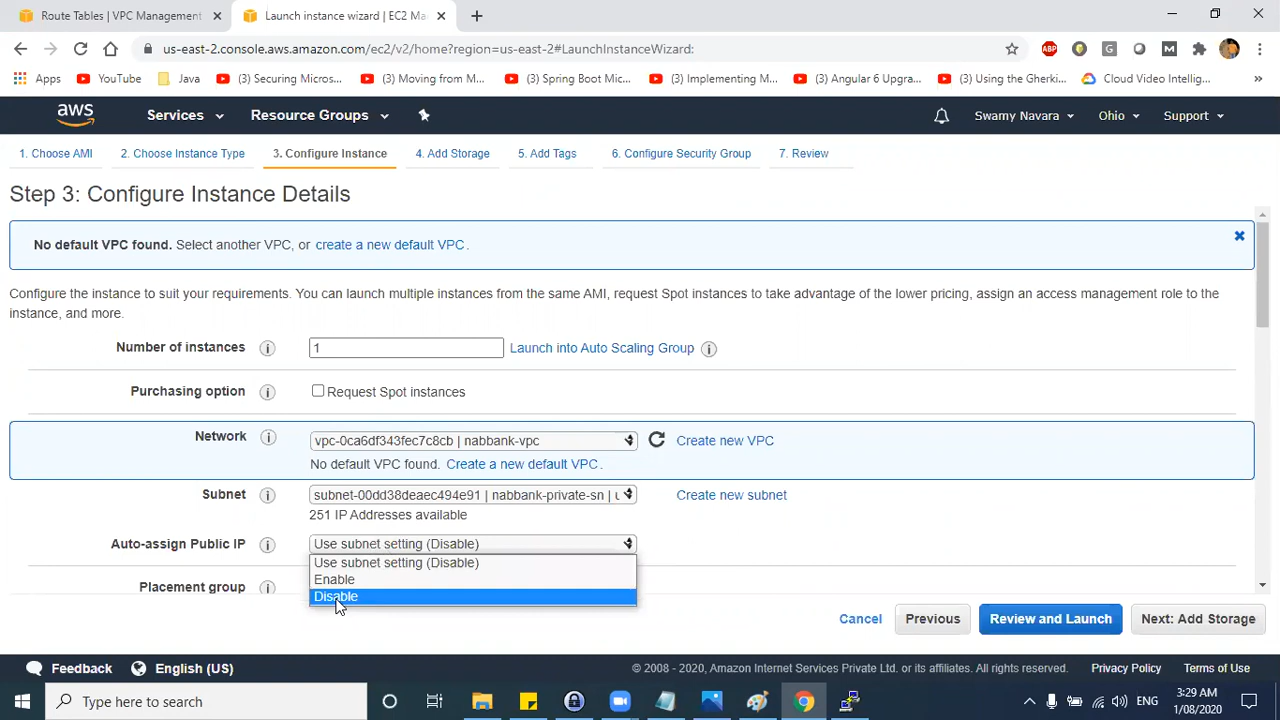 Route Tables | VPC Management
Launch instance wizard | EC2 Ma
us-east-2.console.aws.amazon.com/ec2/v2/home?region=us-east-2#LaunchInstanceWizard:
ABP
G
M
Apps
YouTube
Java
(3) Securing Micros...
(3) Moving from M...
(3) Spring Boot Mic...
(3) Implementing M...
(3) Angular 6 Upgra...
(3) Using the Gherki...
Cloud Video Intellig...
»
aws
Services
Resource Groups
Swamy Navara
Ohio
Support
1. Choose AMI
2. Choose Instance Type
3. Configure Instance
4. Add Storage
5. Add Tags
6. Configure Security Group
7. Review
Step 3: Configure Instance Details
No default VPC found. Select another VPC, or create a new default VPC.
Configure the instance to suit your requirements. You can launch multiple instances from the same AMI, request Spot instances to take advantage of the lower pricing, assign an access management role to the
instance, and more.
Number of instances
1
Launch into Auto Scaling Group
Purchasing option
Request Spot instances
Network
vpc-0ca6df343fec7c8cb | nabbank-vpc
Create new VPC
No default VPC found. Create a new default VPC.
Subnet
subnet-00dd38deaec494e91 | nabbank-private-sn | u
Create new subnet
251 IP Addresses available
Auto-assign Public IP
Use subnet setting (Disable)
Use subnet setting (Disable)
Enable
Disable
Placement group
Cancel
Previous
Review and Launch
Next: Add Storage
Feedback
English (US)
© 2008 - 2020, Amazon Internet Services Private Ltd. or its affiliates. All rights reserved.
Privacy Policy
Terms of Use
Type here to search
ENG
3:29 AM
1/08/2020